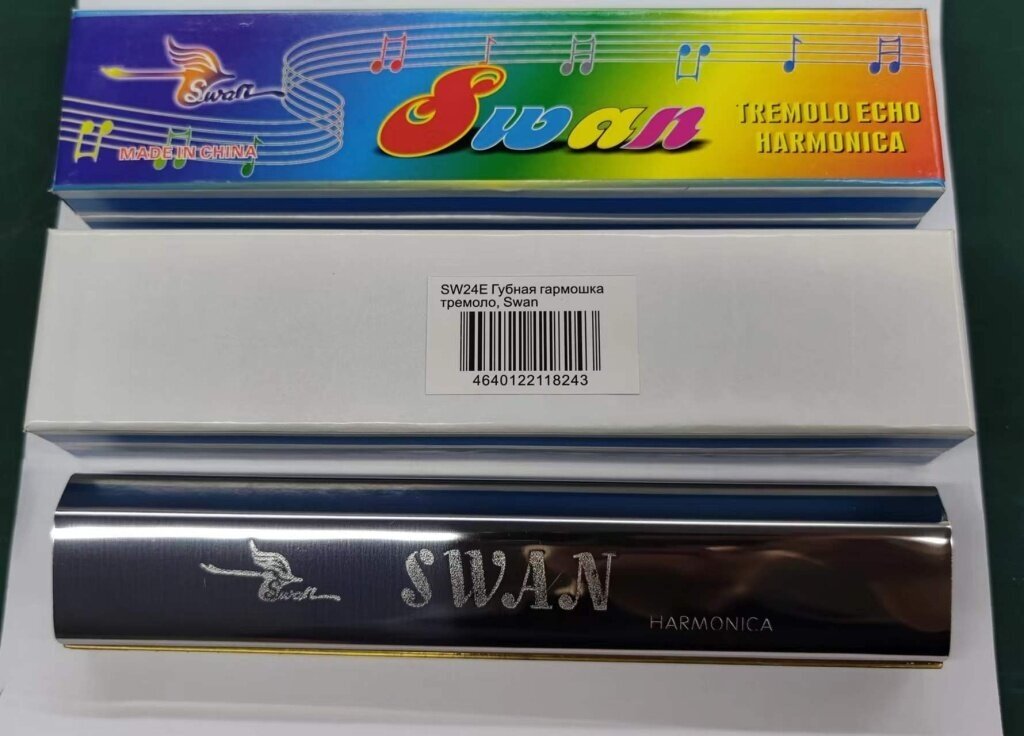 Swan
MADE IN CHINA
Swan
TREMOLO ECHO
HARMONICA
SW24E Губная гармошка
тремоло, Swan
4640122118243
Swan
SWAN
HARMONICA